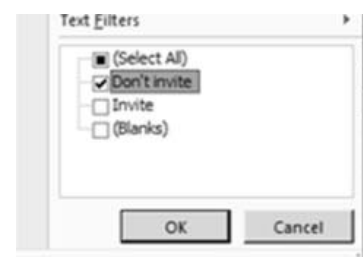 Text Filters
(Select All)
Don't invite
Invite
(Blanks)
OK Cancel